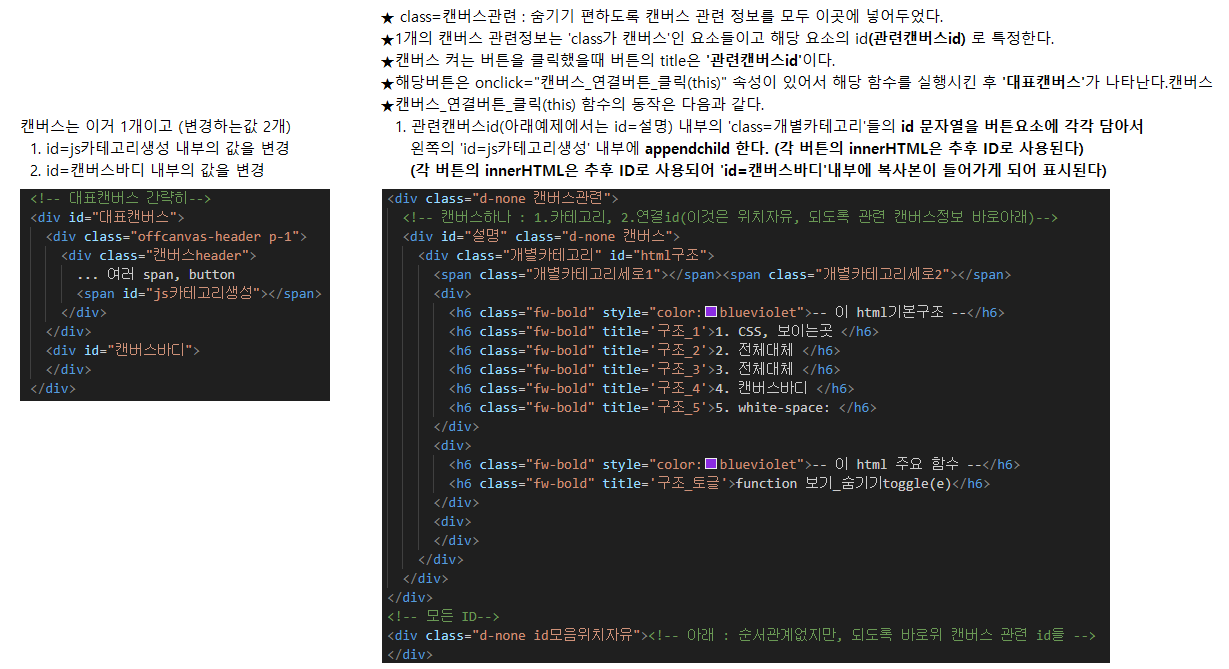 ★ class=캔버스관련 : 숨기기 편하도록 캔버스 관련 정보를 모두 이곳에 넣어두었다.
★1개의 캔버스 관련정보는 'class가 캔버스'인 요소들이고 해당 요소의 id(관련캔버스id) 로 특정한다.
★캔버스 켜는 버튼을 클릭했을때 버튼의 title은 '관련캔버스id'이다.
★해당버튼은 onclick="캔버스_연결버튼_클릭(this)" 속성이 있어서 해당 함수를 실행시킨 후 '대표캔버스'가 나타난다.캔버스
★캔버스_연결버튼_클릭(this) 함수의 동작은 다음과 같다.
1. 관련캔버스id(아래예제에서는 id=설명) 내부의 'class=개별카테고리'들의 id 문자열을 버튼요소에 각각 담아서
왼쪽의 'id=js카테고리생성' 내부에 appendchild 한다. (각 버튼의 innerHTML은 추후 ID로 사용된다)
(각 버튼의 innerHTML은 추후 ID로 사용되어 'id=캔버스바디'내부에 복사본이 들어가게 되어 표시된다)
캔버스는 이거 1개이고 (변경하는값 2개)
1. id=js카테고리생성 내부의 값을 변경
2. id=캔버스바디 내부의 값을 변경
<!-- 대표캔버스 간략히-->
<div id="대표캔버스">
<div class="offcanvas-header p-1">
<div class="캔버스header">
... 여러 span, button
<span id="js카테고리생성"></span>
</div>
</div>
<div id="캔버스바디">
</div>
</div>
<div class="d-none 캔버스관련">
<!-- 캔버스하나 : 1.카테고리, 2.연결id(이것은 위치자유, 되도록 관련 캔버스정보 바로아래)-->
<div id="설명" class="d-none 캔버스">
<div class="개별카테고리" id="html구조">
<span class="개별카테고리세로1"></span><span class="개별카테고리세로2"></span>
<div>
<h6 class="fw-bold" style="color:blueviolet">-- 이 html기본구조 --</h6>
<h6 class="fw-bold" title='구조_1'>1. CSS, 보이는곳 </h6>
<h6 class="fw-bold" title='구조_2'>2. 전체대체 </h6>
<h6 class="fw-bold" title='구조_3'>3. 전체대체 </h6>
<h6 class="fw-bold" title='구조_4'>4. 캔버스바디 </h6>
<h6 class="fw-bold" title='구조_5'>5. white-space: </h6>
</div>
<div>
<h6 class="fw-bold" style="color:blueviolet">-- 이 html 주요 함수 --</h6>
<h6 class="fw-bold" title='구조_토글'>function 보기_숨기기toggle(e)</h6>
</div>
<div>
</div>
</div>
</div>
</div>
<!-- 모든 ID-->
<div class="d-none id모음위치자유"><!-- 아래 : 순서관계없지만, 되도록 바로위 캔버스 관련 id들 -->
</div>